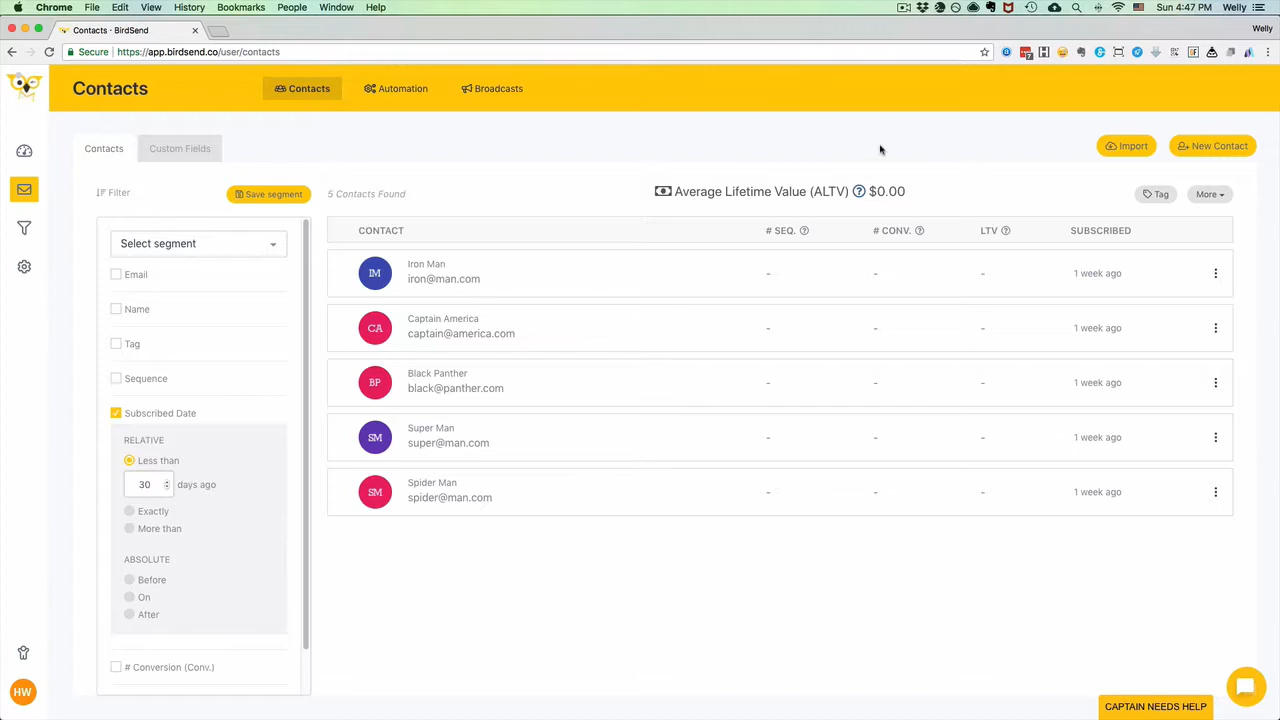 Chrome File Edit View History Bookmarks People Window Help
Sun 4:47 PM Welly
Contacts · BirdSend
Welly
Secure https://app.birdsend.co/user/contacts
Contacts
Contacts Automation Broadcasts
Contacts Custom Fields
Import New Contact
Filter Save segment
5 Contacts Found
Average Lifetime Value (ALTV) $0.00
Tag More
Select segment
Email
Name
Tag
Sequence
Subscribed Date
RELATIVE
Less than
30 days ago
Exactly
More than
ABSOLUTE
Before
On
After
# Conversion (Conv.)
CONTACT # SEQ. # CONV. LTV SUBSCRIBED
IM Iron Man
iron@man.com - - - 1 week ago
CA Captain America
captain@america.com - - - 1 week ago
BP Black Panther
black@panther.com - - - 1 week ago
SM Super Man
super@man.com - - - 1 week ago
SM Spider Man
spider@man.com - - - 1 week ago
HW
CAPTAIN NEEDS HELP